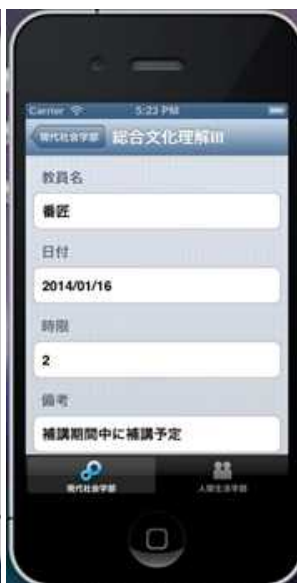 Carrier 5:23 PM
現代社会学部 総合文化理解III
教員名
番匠
日付
2014/01/16
時限
2
備考
補講期間中に補講予定
現代社会学部 人間生活学部